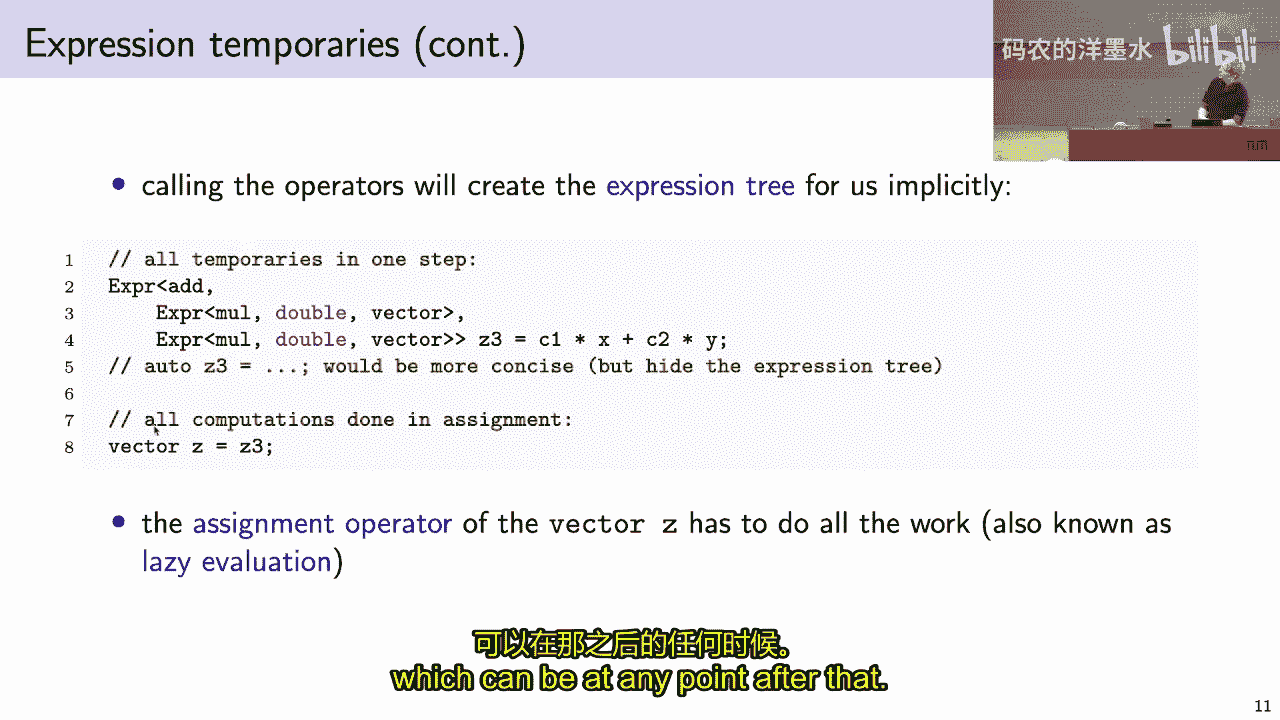 Expression temporaries (cont.)
码农的洋墨水 bilibili
• calling the operators will create the expression tree for us implicitly:
1 // all temporaries in one step:
2 Expr<add,
3 Expr<mul, double, vector>,
4 Expr<mul, double, vector>> z3 = c1 * x + c2 * y;
5 // auto z3 = ...; would be more concise (but hide the expression tree)
6
7 // all computations done in assignment:
8 vector z = z3;
• the assignment operator of the vector z has to do all the work (also known as
lazy evaluation)
可以在那之后的任何时候。
which can be at any point after that.
11